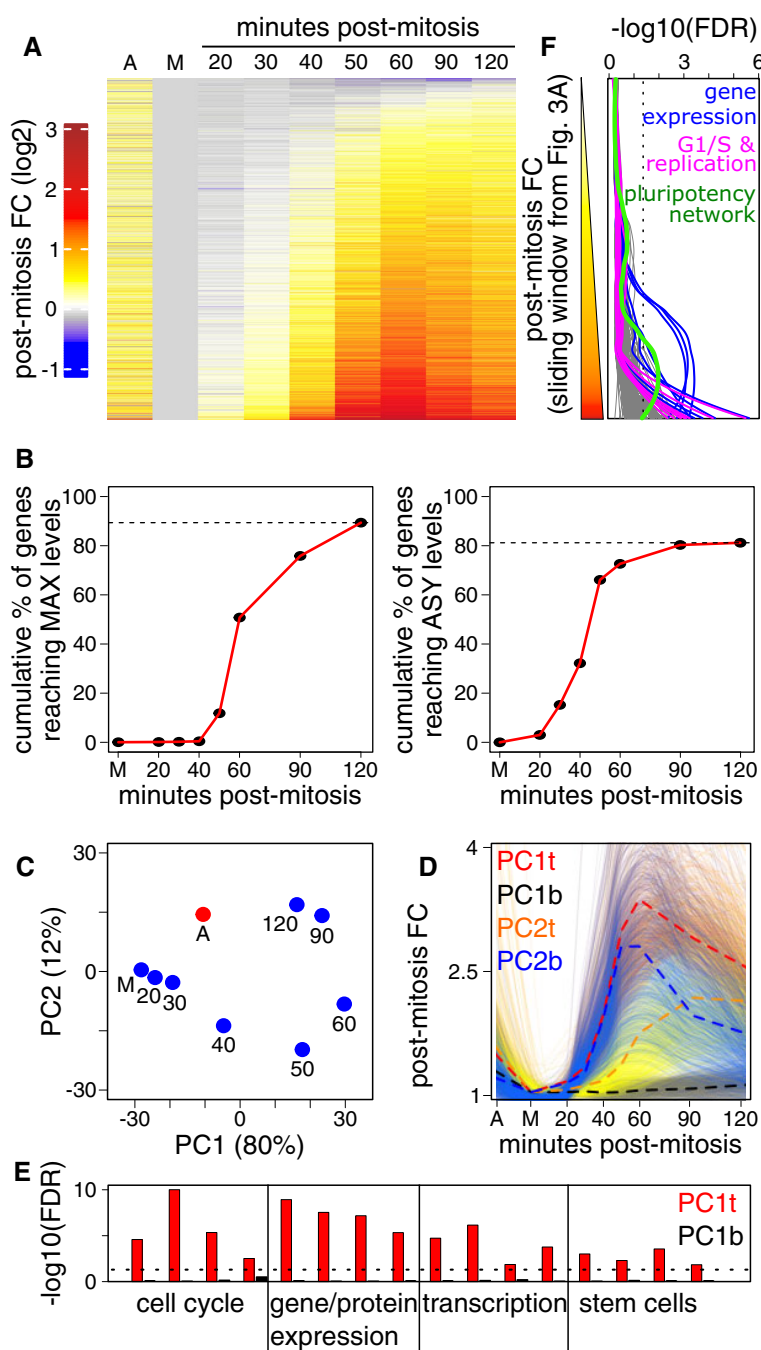 A
minutes post-mitosis
A M 20 30 40 50 60 90 120
post-mitosis FC (log2)
3
2
1
0
-1
F
-log10(FDR)
0 3 6
post-mitosis FC
(sliding window from Fig. 3A)
gene
expression
G1/S &
replication
pluripotency
network
B
cumulative % of genes
reaching MAX levels
100
80
60
40
20
0
M 20 40 60 90 120
minutes post-mitosis
cumulative % of genes
reaching ASY levels
100
80
60
40
20
0
M 20 40 60 90 120
minutes post-mitosis
C
PC2 (12%)
30
0
-30
A
M
20
30
40
50
60
90
120
-30 0 30
PC1 (80%)
D
post-mitosis FC
4
2.5
1
PC1t
PC1b
PC2t
PC2b
A M 20 40 60 90 120
minutes post-mitosis
E
-log10(FDR)
10
0
PC1t
PC1b
cell cycle
gene/protein
expression
transcription
stem cells